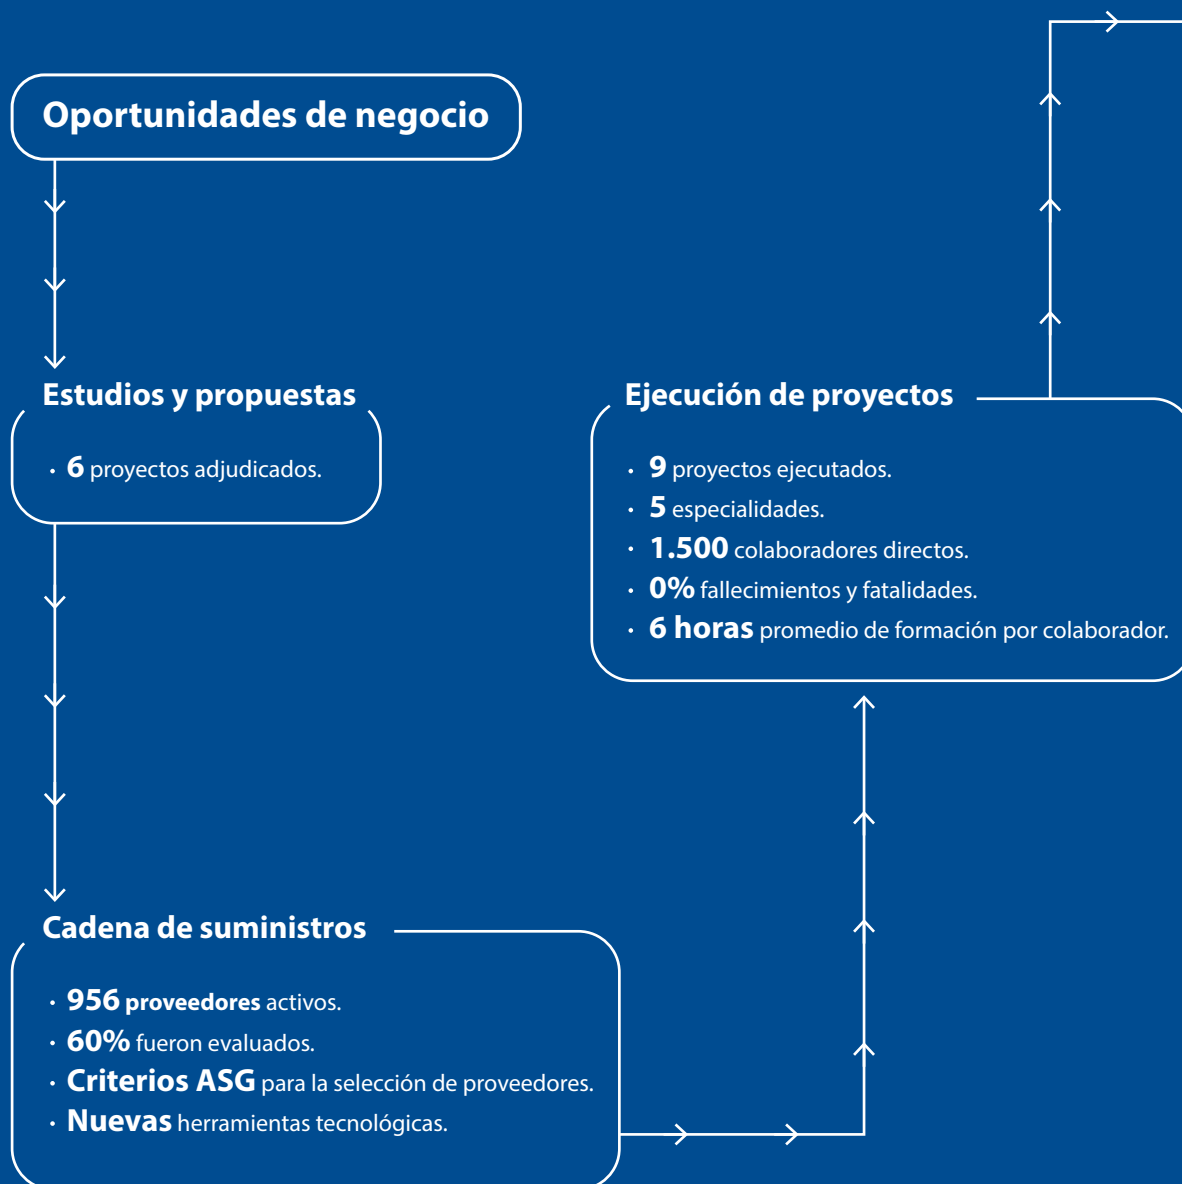 Oportunidades de negocio
Estudios y propuestas
· 6 proyectos adjudicados.
Cadena de suministros
· 956 proveedores activos.
· 60% fueron evaluados.
· Criterios ASG para la selección de proveedores.
· Nuevas herramientas tecnológicas.
Ejecución de proyectos
· 9 proyectos ejecutados.
· 5 especialidades.
· 1.500 colaboradores directos.
· 0% fallecimientos y fatalidades.
· 6 horas promedio de formación por colaborador.